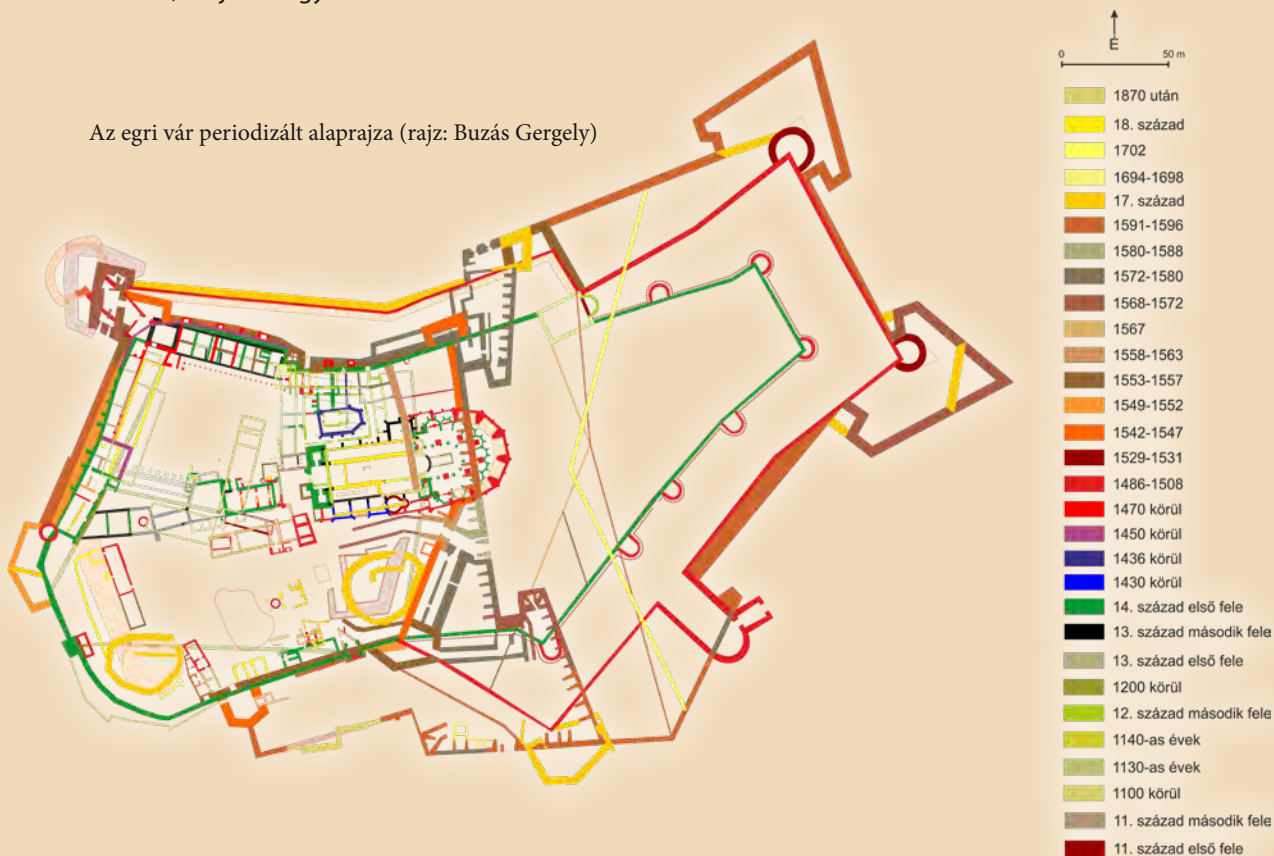 Az egri vár periodizált alaprajza (rajz: Buzás Gergely)
É
0 50 m
1870 után
18. század
1702
1694-1698
17. század
1591-1596
1580-1588
1572-1580
1568-1572
1567
1558-1563
1553-1557
1549-1552
1542-1547
1529-1531
1486-1508
1470 körül
1450 körül
1436 körül
1430 körül
14. század első fele
13. század második fele
13. század első fele
1200 körül
12. század második fele
1140-as évek
1130-as évek
1100 körül
11. század második fele
11. század első fele